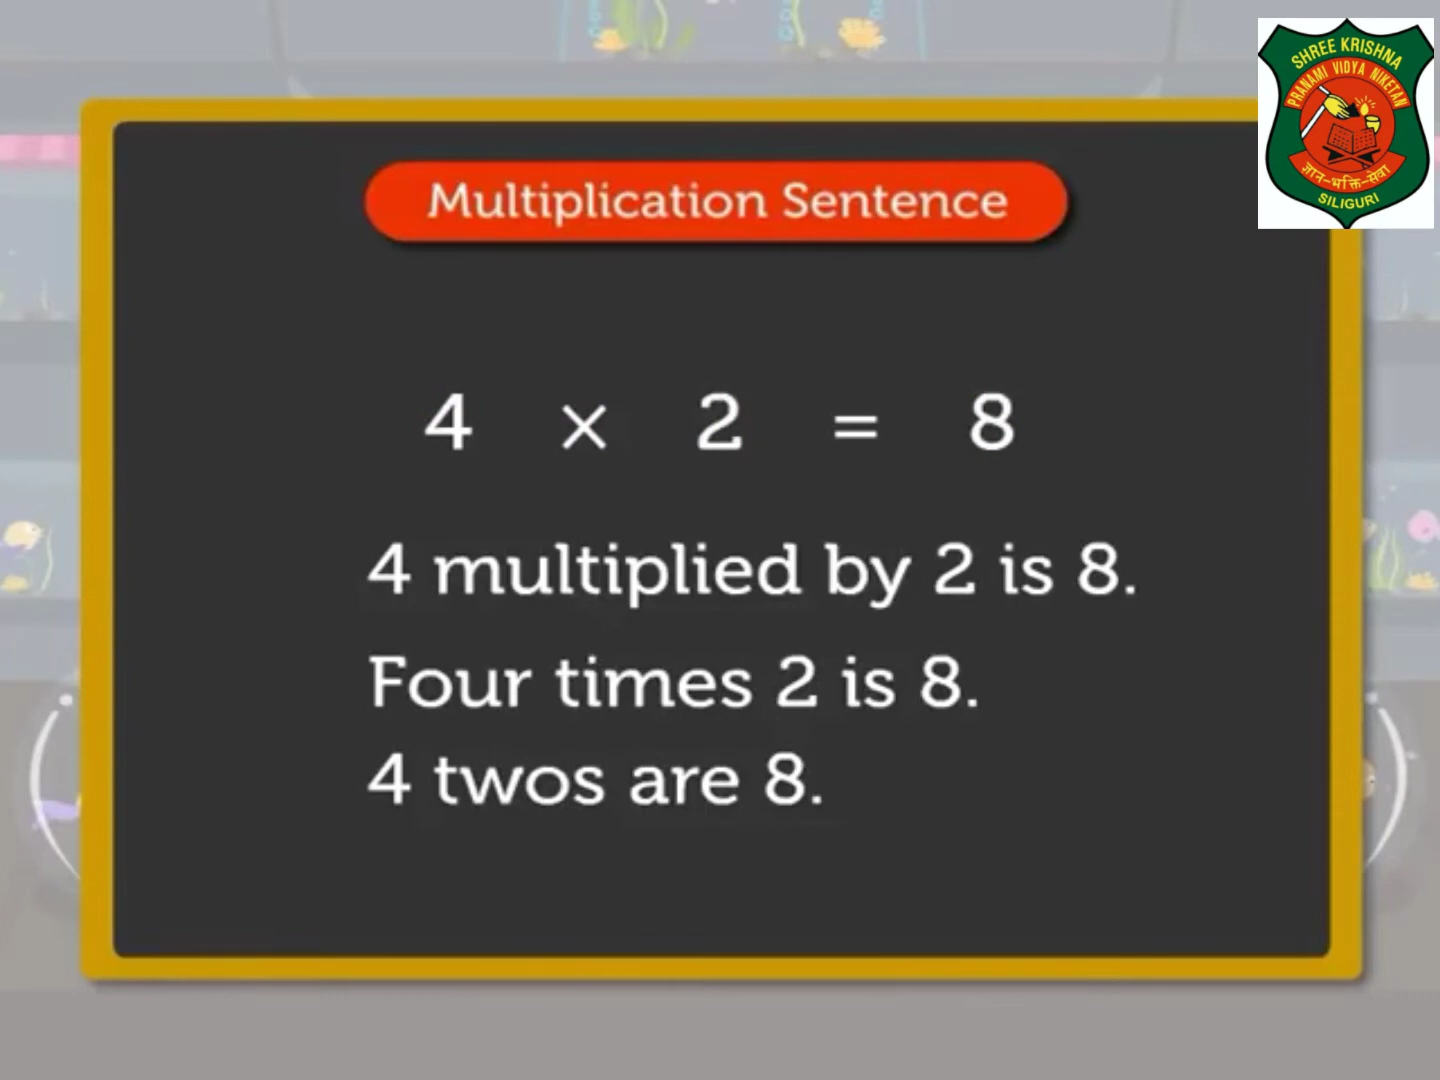 SHREE KRISHNA
PRANAMI VIDYA NIKETAN
ज्ञान-भक्ति-सेवा
SILIGURI
Multiplication Sentence
4 × 2 = 8
4 multiplied by 2 is 8.
Four times 2 is 8.
4 twos are 8.